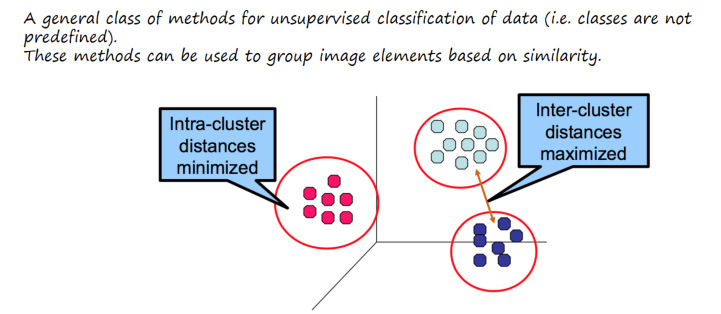 A general class of methods for unsupervised classification of data (i.e. classes are not
predefined).
These methods can be used to group image elements based on similarity.
Intra-cluster
distances
minimized
Inter-cluster
distances
maximized